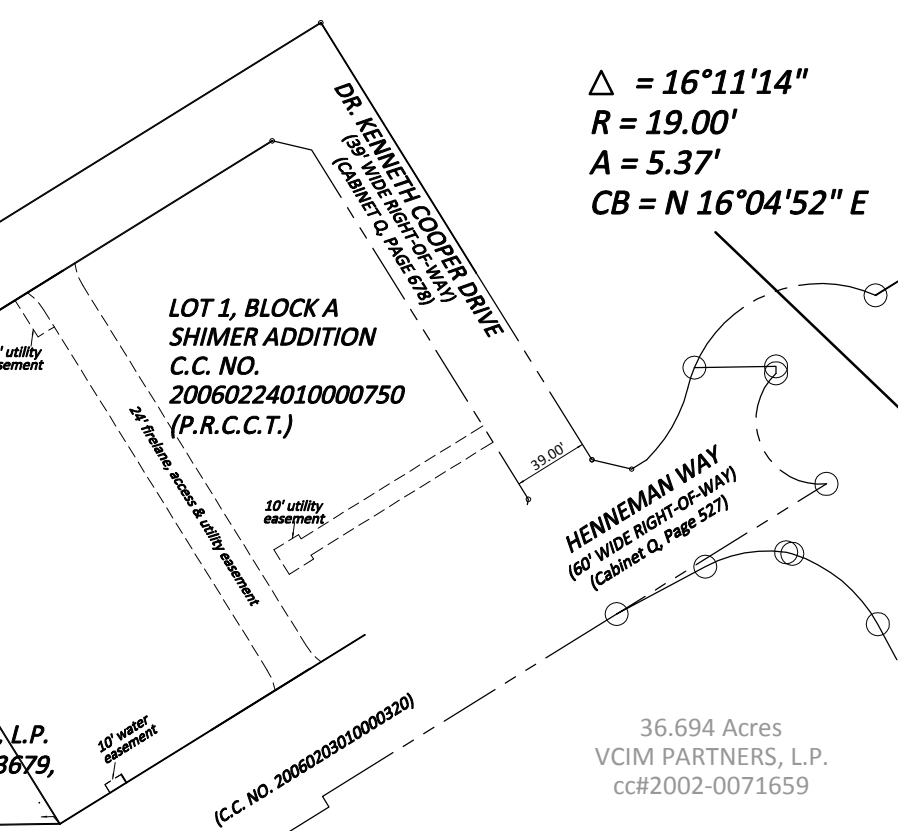 △ = 16°11'14"
R = 19.00'
A = 5.37'
CB = N 16°04'52" E
DR. KENNETH COOPER DRIVE
(39' WIDE RIGHT-OF-WAY)
(CABINET Q, PAGE 678)
LOT 1, BLOCK A
SHIMER ADDITION
C.C. NO.
20060224010000750
(P.R.C.C.T.)
' utility
24' firelane, access & utility easement
10' utility
easement
39.00'
HENNEMAN WAY
(60' WIDE RIGHT-OF-WAY)
(Cabinet Q, Page 527)
10' water
easement
(C.C. NO. 20060203010000320)
L.P.
3679,
36.694 Acres
VCIM PARTNERS, L.P.
cc#2002-0071659